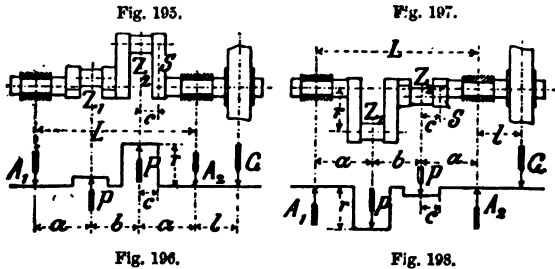 Fig. 195. Fig. 197.
L
Z₂ S
Z₁ c
r
Z₂ Z₁
c S
L
A₁ P r A₂ G
P c
a b a l
a b a l
P G
A₁ r P c A₂
Fig. 196. Fig. 198.